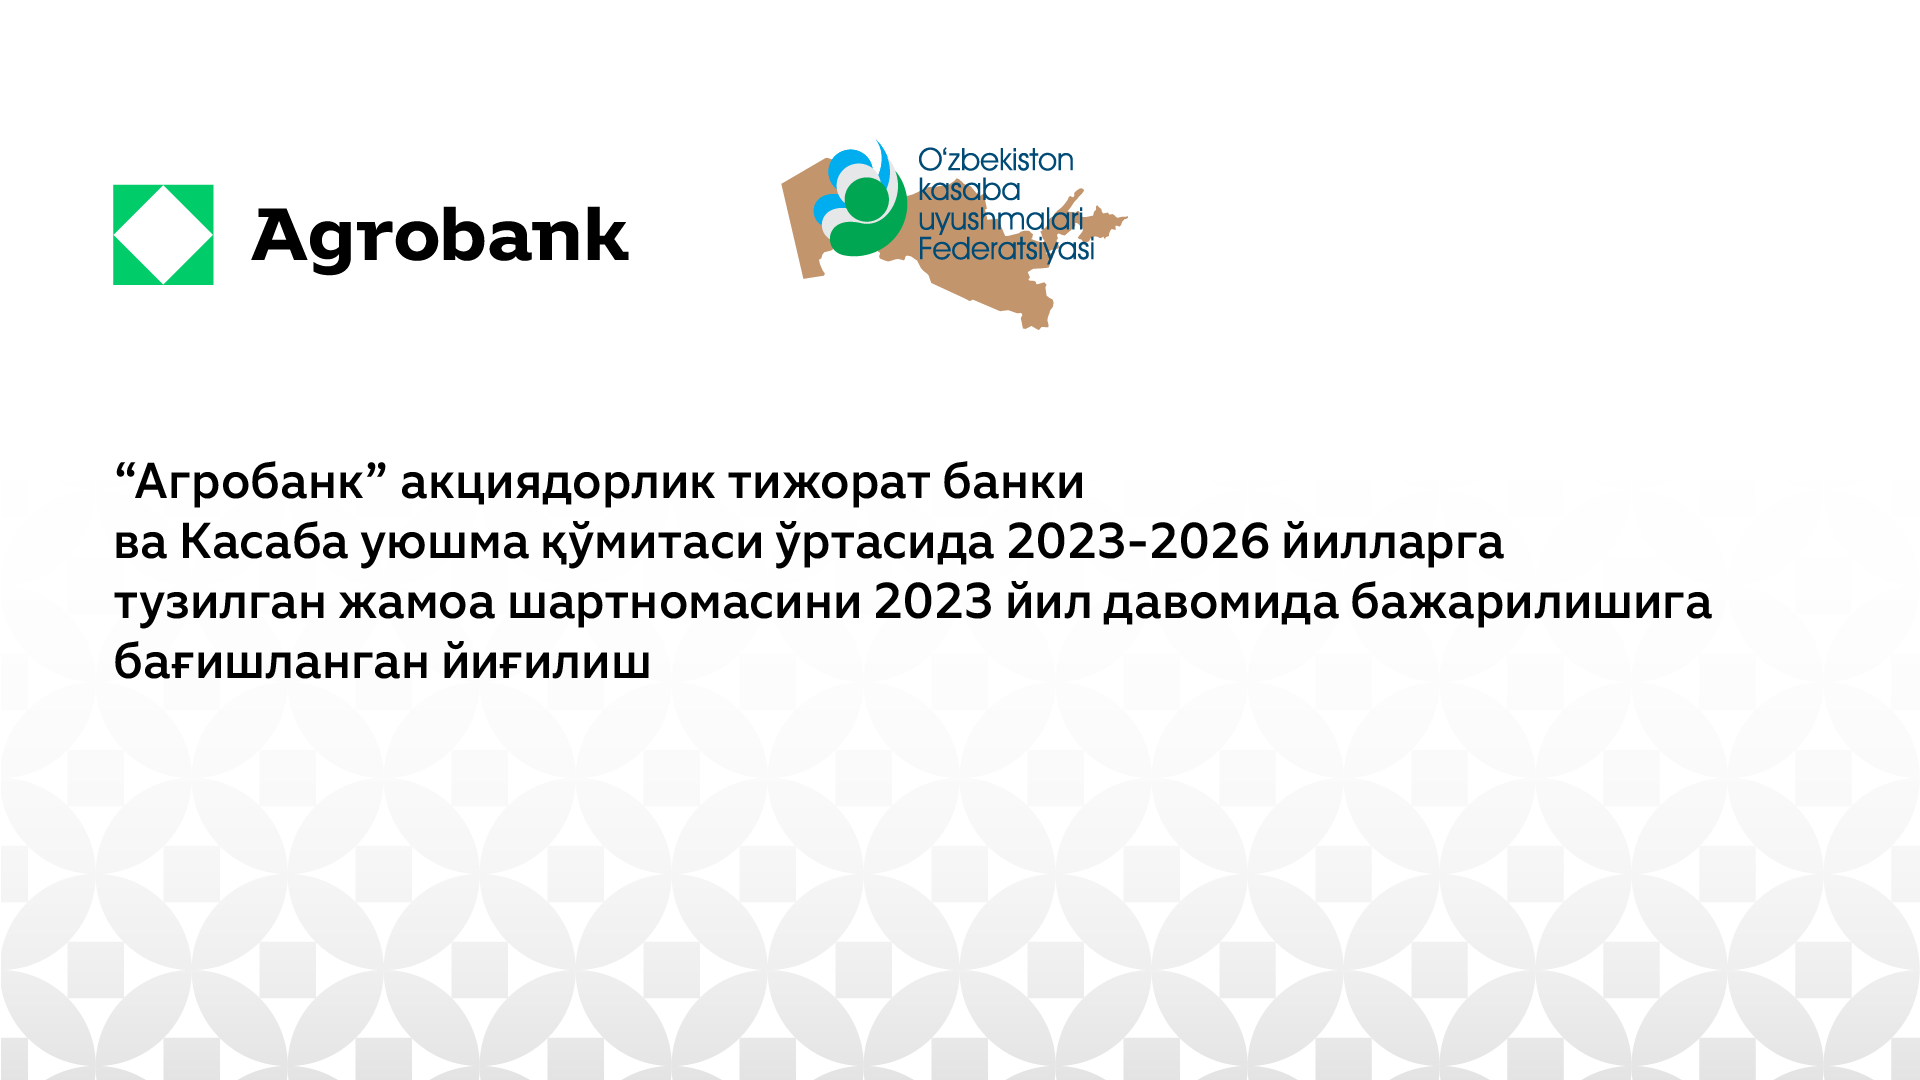 Agrobank
O‘zbekiston
kasaba
uyushmalari
Federatsiyasi
“Агробанк” акциядорлик тижорат банки
ва Касаба уюшма қўмитаси ўртасида 2023-2026 йилларга
тузилган жамоа шартномасини 2023 йил давомида бажарилишига
бағишланган йиғилиш